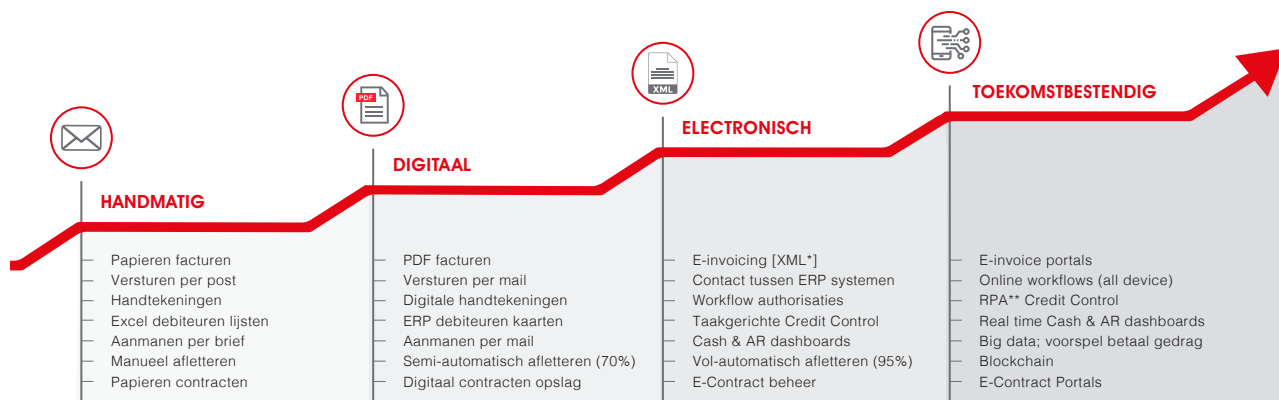 HANDMATIG
Papieren facturen
Versturen per post
Handtekeningen
Excel debiteuren lijsten
Aanmanen per brief
Manueel afletteren
Papieren contracten
PDF
DIGITAAL
PDF facturen
Versturen per mail
Digitale handtekeningen
ERP debiteuren kaarten
Aanmanen per mail
Semi-automatisch afletteren (70%)
Digitaal contracten opslag
XML
ELECTRONISCH
E-invoicing [XML*]
Contact tussen ERP systemen
Workflow authorisaties
Taakgerichte Credit Control
Cash & AR dashboards
Vol-automatisch afletteren (95%)
E-Contract beheer
TOEKOMSTBESTENDIG
E-invoice portals
Online workflows (all device)
RPA** Credit Control
Real time Cash & AR dashboards
Big data; voorspel betaal gedrag
Blockchain
E-Contract Portals